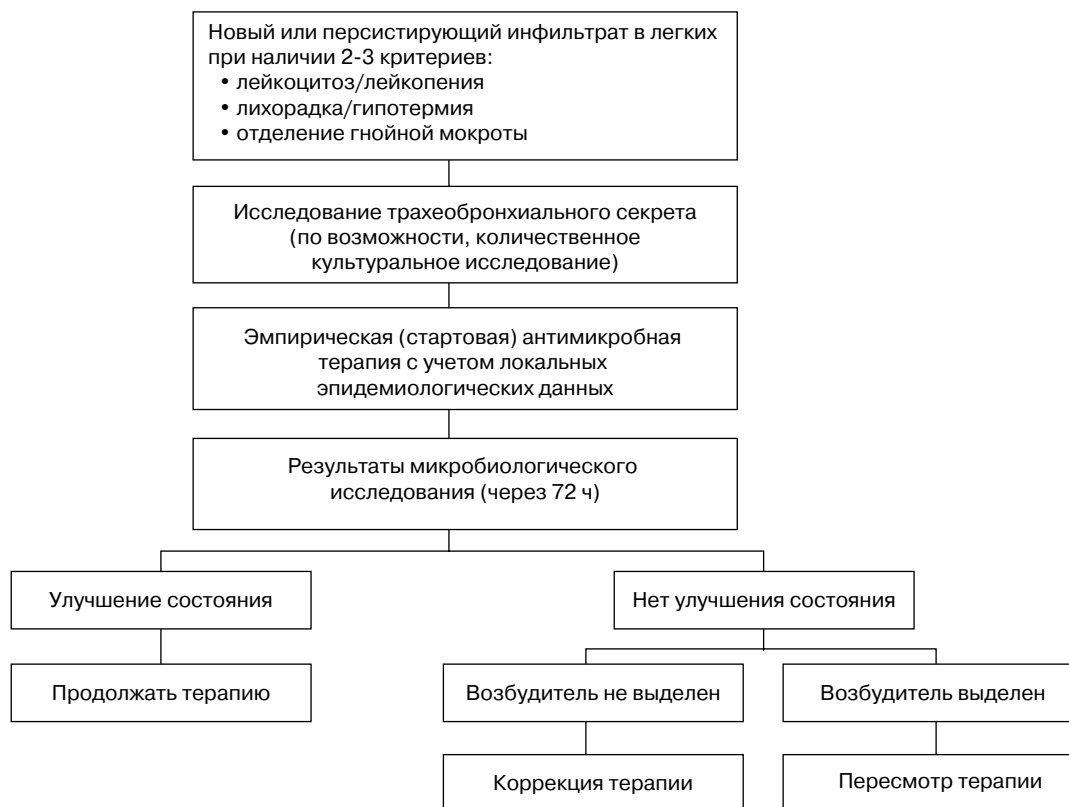 Новый или персистирующий инфильтрат в легких
при наличии 2-3 критериев:
• лейкоцитоз/лейкопения
• лихорадка/гипотермия
• отделение гнойной мокроты
Исследование трахеобронхиального секрета
(по возможности, количественное
культуральное исследование)
Эмпирическая (стартовая) антимикробная
терапия с учетом локальных
эпидемиологических данных
Результаты микробиологического
исследования (через 72 ч)
Улучшение состояния
Нет улучшения состояния
Продолжать терапию
Возбудитель не выделен
Возбудитель выделен
Коррекция терапии
Пересмотр терапии